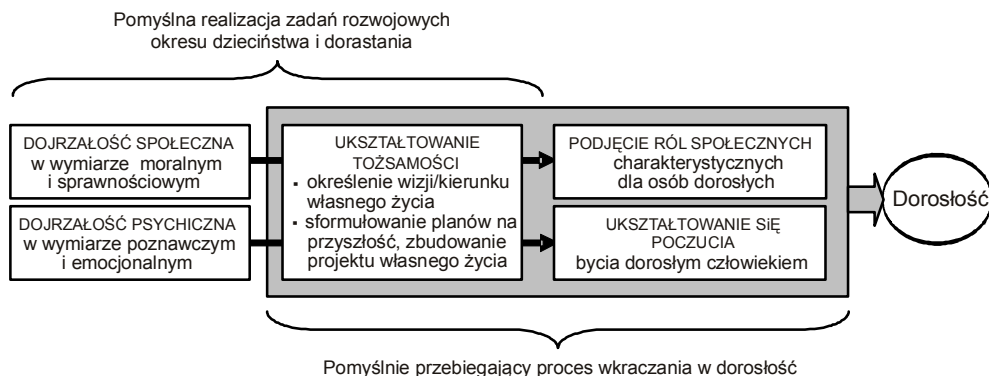 Pomyślna realizacja zadań rozwojowych
okresu dzieciństwa i dorastania
DOJRZAŁOŚĆ SPOŁECZNA
w wymiarze moralnym
i sprawnościowym
DOJRZAŁOŚĆ PSYCHICZNA
w wymiarze poznawczym
i emocjonalnym
UKSZTAŁTOWANIE
TOŻSAMOŚCI
▪ określenie wizji/kierunku
własnego życia
▪ sformułowanie planów na
przyszłość, zbudowanie
projektu własnego życia
PODJĘCIE RÓL SPOŁECZNYCH
charakterystycznych
dla osób dorosłych
UKSZTAŁTOWANIE SiĘ
POCZUCIA
bycia dorosłym człowiekiem
Dorosłość
Pomyślnie przebiegający proces wkraczania w dorosłość